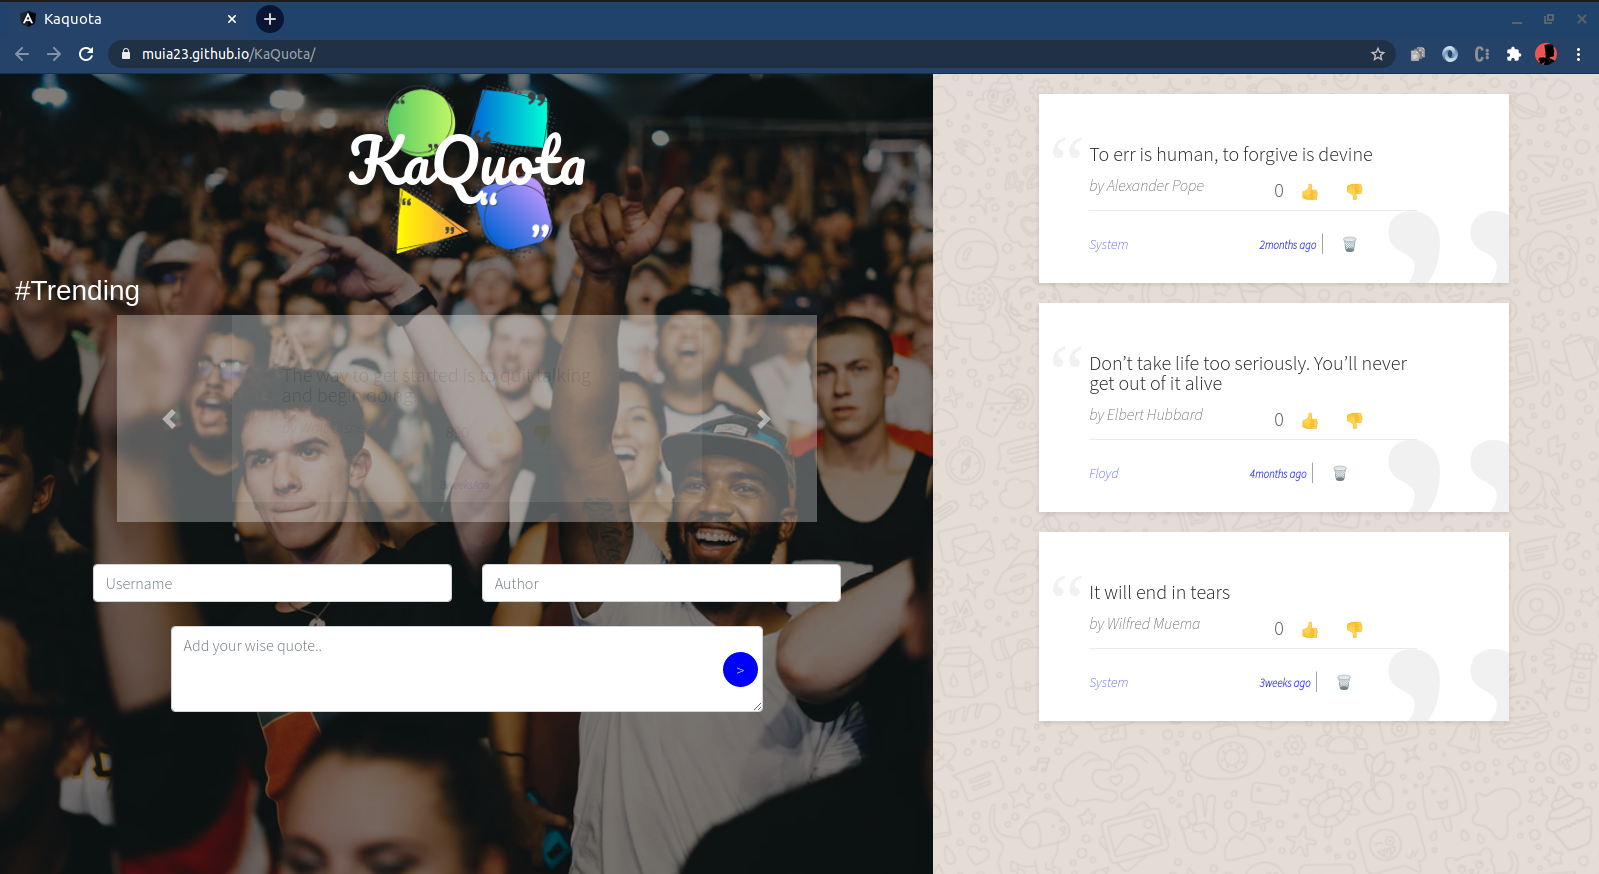 Kaquota
muia23.github.io/KaQuota/
KaQuota
#Trending
The way to get started is to quit talking
and begin doing.
Username
Author
Add your wise quote..
>
To err is human, to forgive is devine
by Alexander Pope
0
System
2months ago
Don’t take life too seriously. You’ll never
get out of it alive
by Elbert Hubbard
0
Floyd
4months ago
It will end in tears
by Wilfred Muema
0
System
3weeks ago